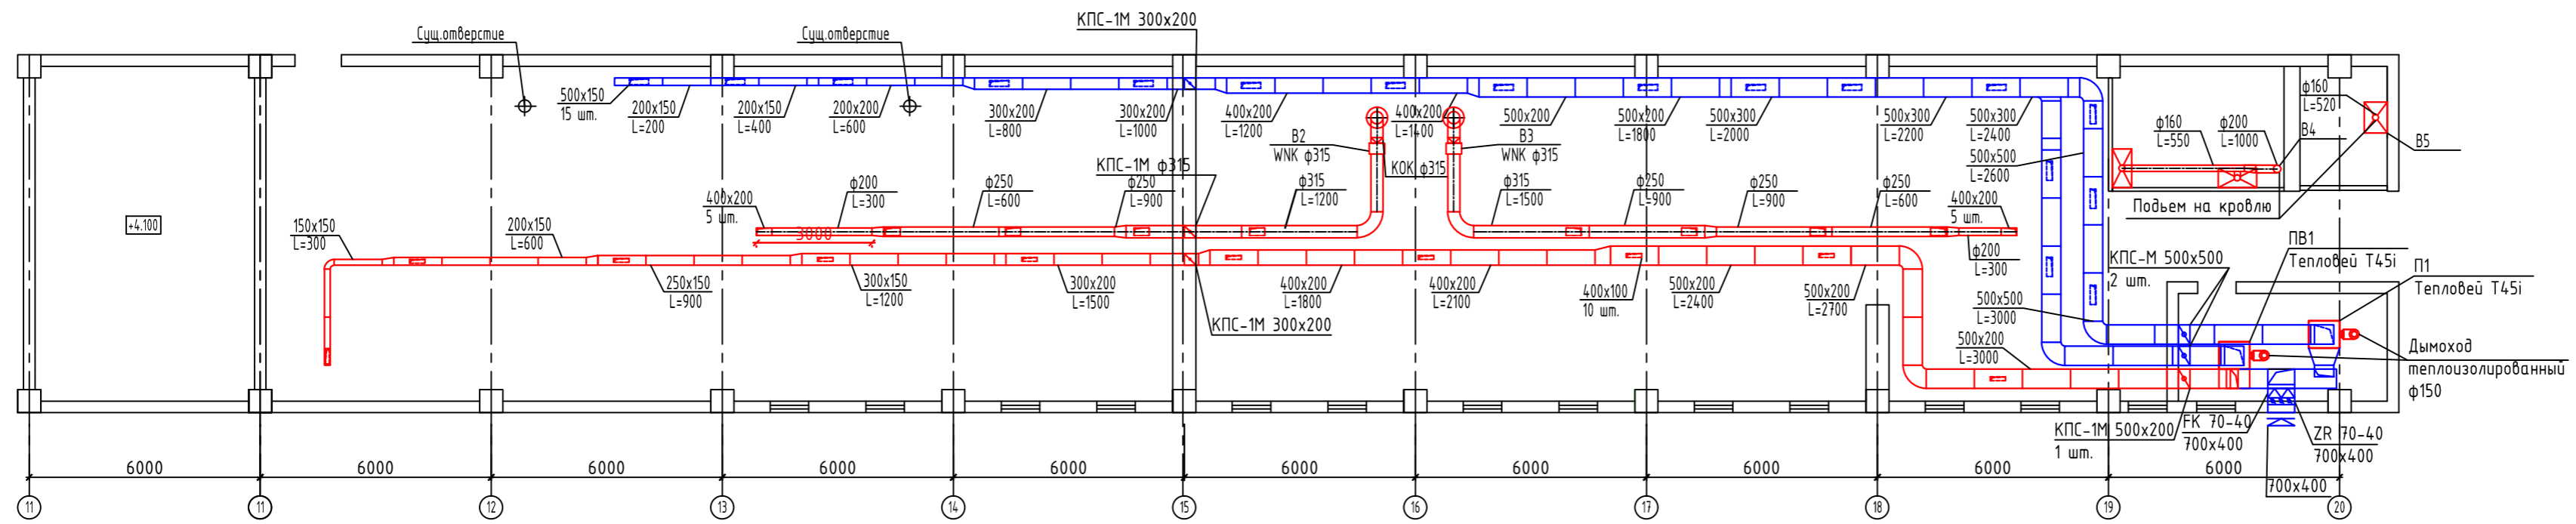 КПС-1М 300х200
Сущ.отверстие
Сущ.отверстие
500х150
15 шт.
200х150
L=200
200х150
L=400
200х200
L=600
300х200
L=800
300х200
L=1000
400х200
L=1200
400х200
L=1400
500х200
500х200
L=1800
500х300
L=2000
500х300
L=2200
500х300
L=2400
ф160
L=520
ф160
L=550
ф200
L=1000
В4
В5
В2
WNK ф315
В3
WNK ф315
КОК ф315
500х500
L=2600
КПС-1М ф315
400х200
5 шт.
ф200
L=300
ф250
L=600
ф250
L=900
ф315
L=1200
ф315
L=1500
ф250
L=900
ф250
L=900
ф250
L=600
400х200
5 шт.
Подьем на кровлю
+4.100
150х150
L=300
200х150
L=600
3000
ф200
L=300
КПС-М 500х500
2 шт.
ПВ1
Тепловей Т45i
П1
Тепловей Т45i
250х150
L=900
300х150
L=1200
300х200
L=1500
400х200
L=1800
400х200
L=2100
400х100
10 шт.
500х200
L=2400
500х200
L=2700
500х500
L=3000
КПС-1М 300х200
500х200
L=3000
Дымоход
теплоизолированный
ф150
КПС-1М 500х200
1 шт.
FK 70-40
700х400
ZR 70-40
700х400
700х400
6000
6000
6000
6000
6000
6000
6000
6000
6000
6000
11
11
12
13
14
15
16
17
18
19
20